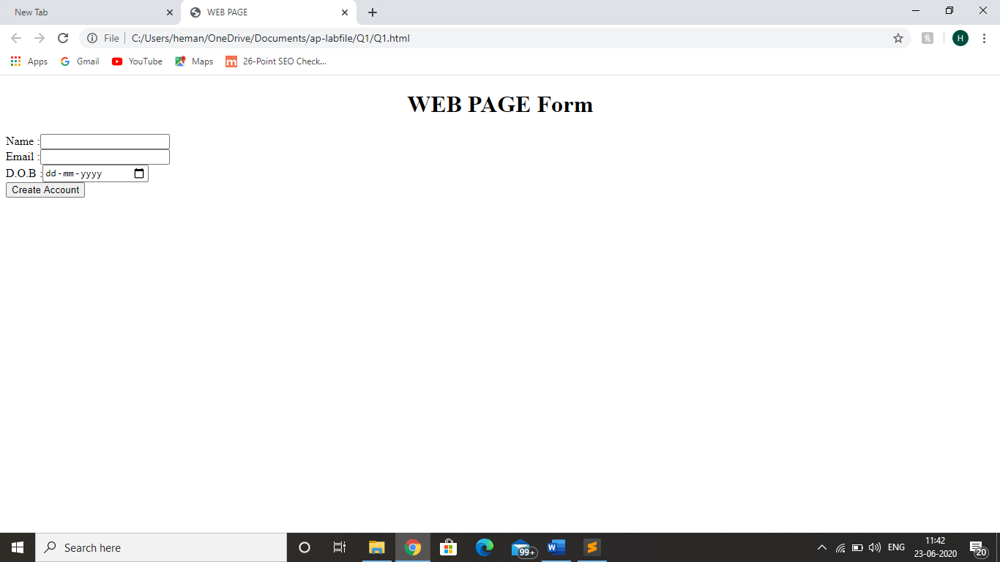 New Tab
WEB PAGE
File
C:/Users/heman/OneDrive/Documents/ap-labfile/Q1/Q1.html
H
Apps
Gmail
YouTube
Maps
m
26-Point SEO Check...
WEB PAGE Form
Name :
Email :
D.O.B :dd-mm-yyyy
Create Account
Search here
99+
W
ENG
11:42
23-06-2020
20